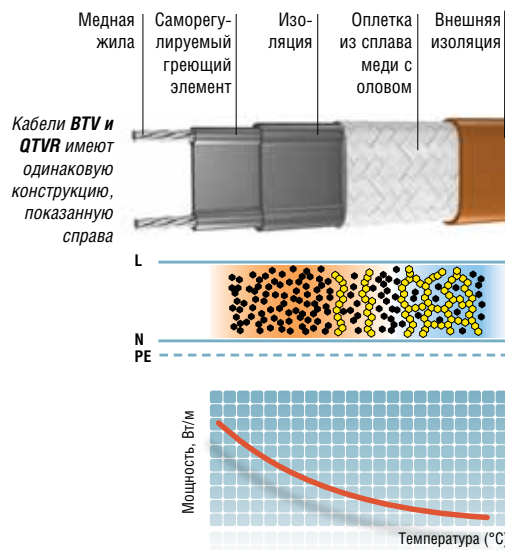 Медная
жила
Саморегу-
лируемый
греющий
элемент
Изо-
ляция
Оплетка
из сплава
меди с
оловом
Внешняя
изоляция
Кабели BTV и
QTVR имеют
одинаковую
конструкцию,
показанную
справа
L
N
PE
Мощность, Вт/м
Температура (°C)